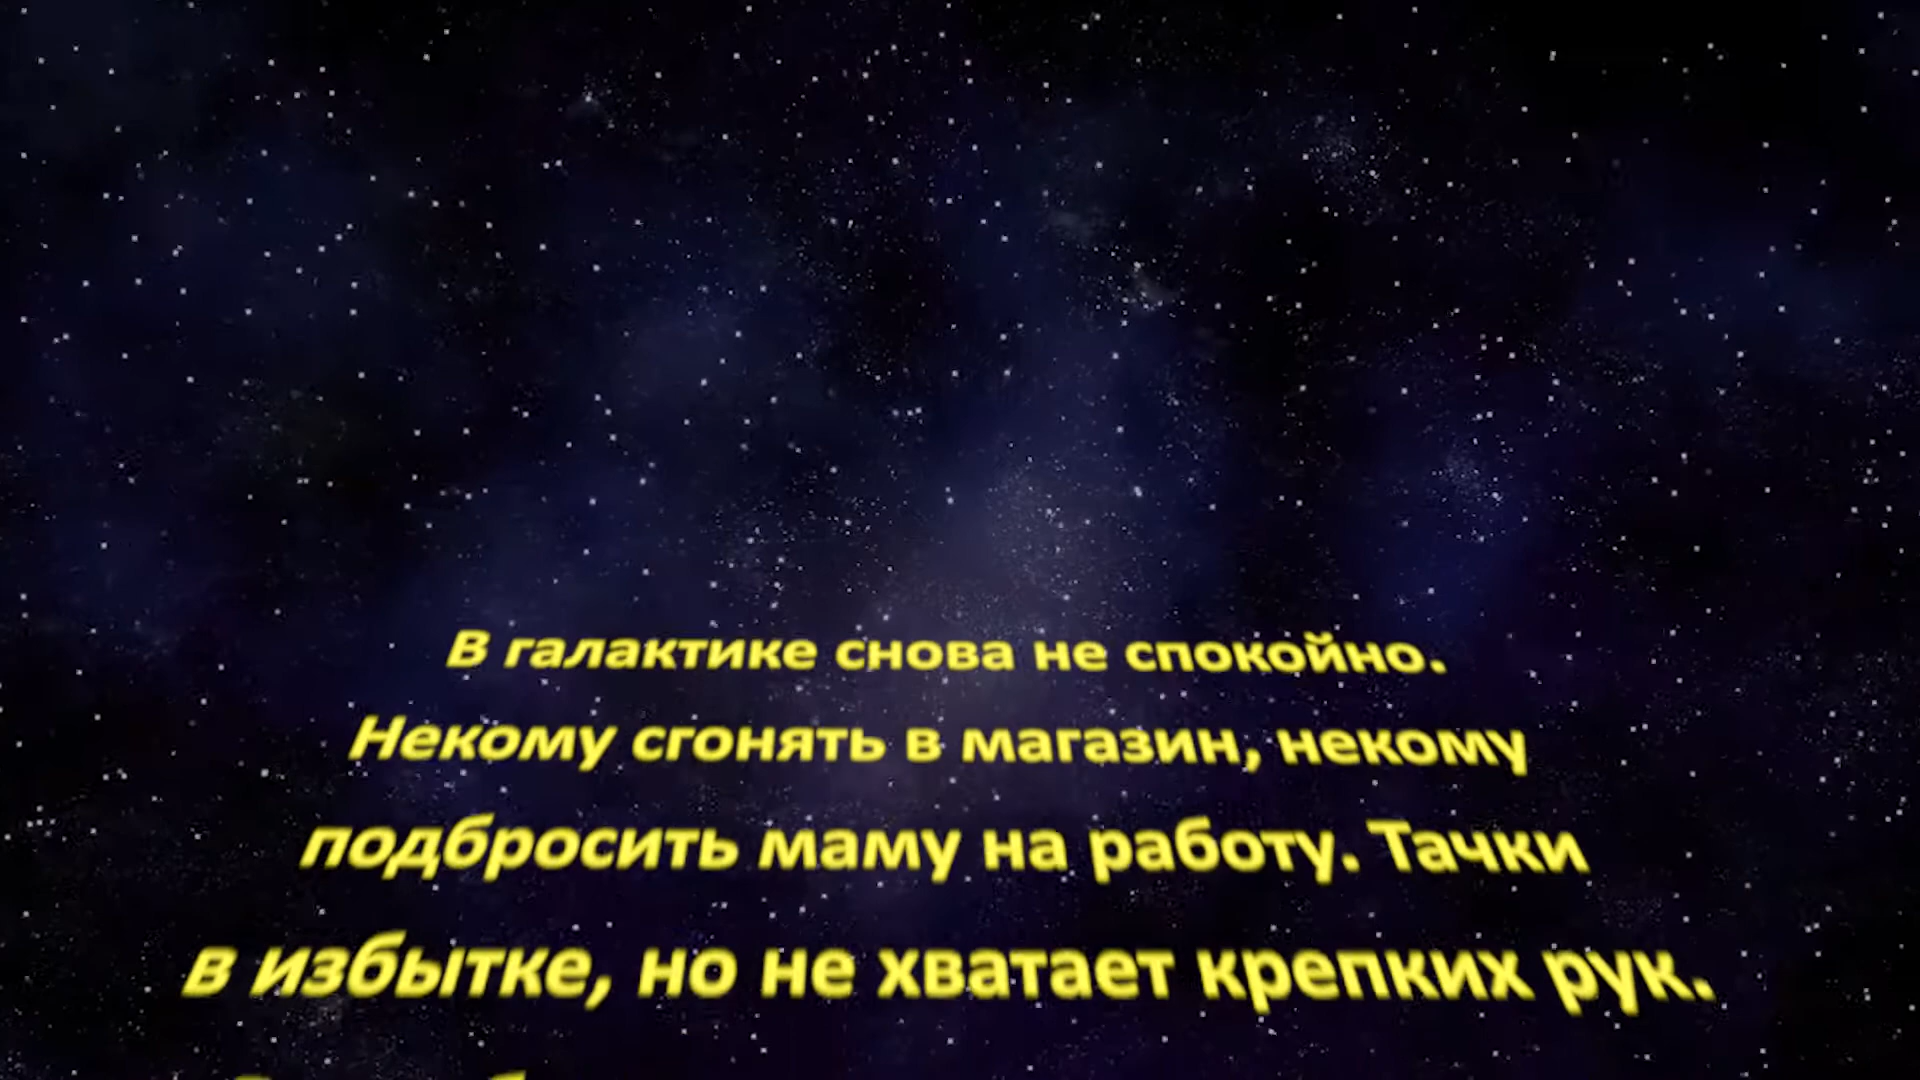 В галактике снова не спокойно.
Некому сгонять в магазин, некому
подбросить маму на работу. Тачки
в избытке, но не хватает крепких рук.